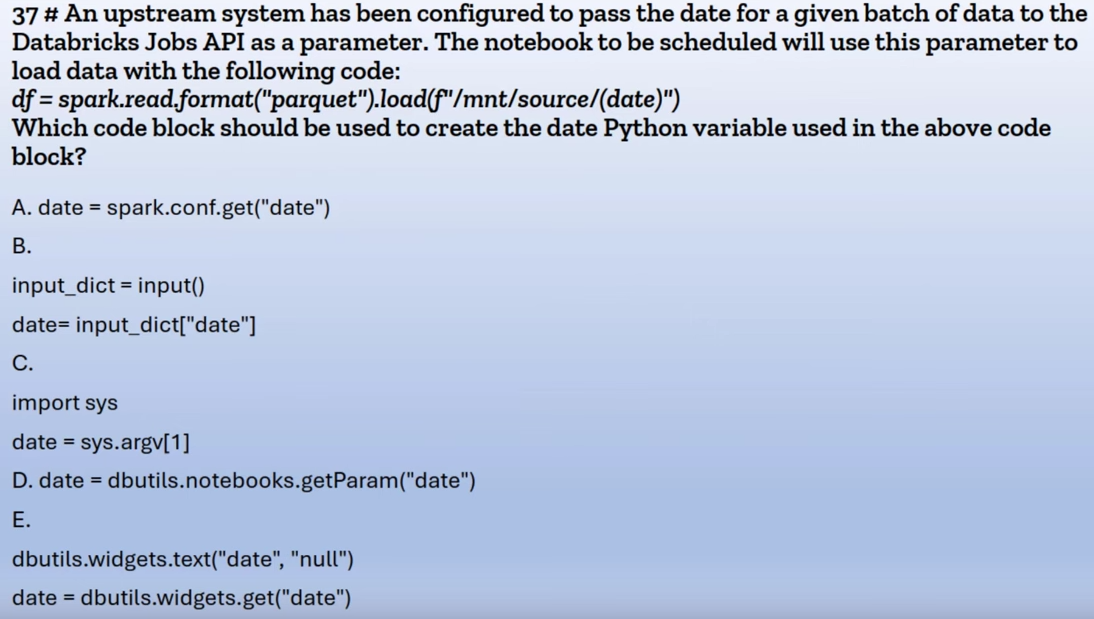 37 # An upstream system has been configured to pass the date for a given batch of data to the
Databricks Jobs API as a parameter. The notebook to be scheduled will use this parameter to
load data with the following code:
df = spark.read.format("parquet").load(f"/mnt/source/(date)")
Which code block should be used to create the date Python variable used in the above code
block?
A. date = spark.conf.get("date")
B.
input_dict = input()
date= input_dict["date"]
C.
import sys
date = sys.argv[1]
D. date = dbutils.notebooks.getParam("date")
E.
dbutils.widgets.text("date", "null")
date = dbutils.widgets.get("date")